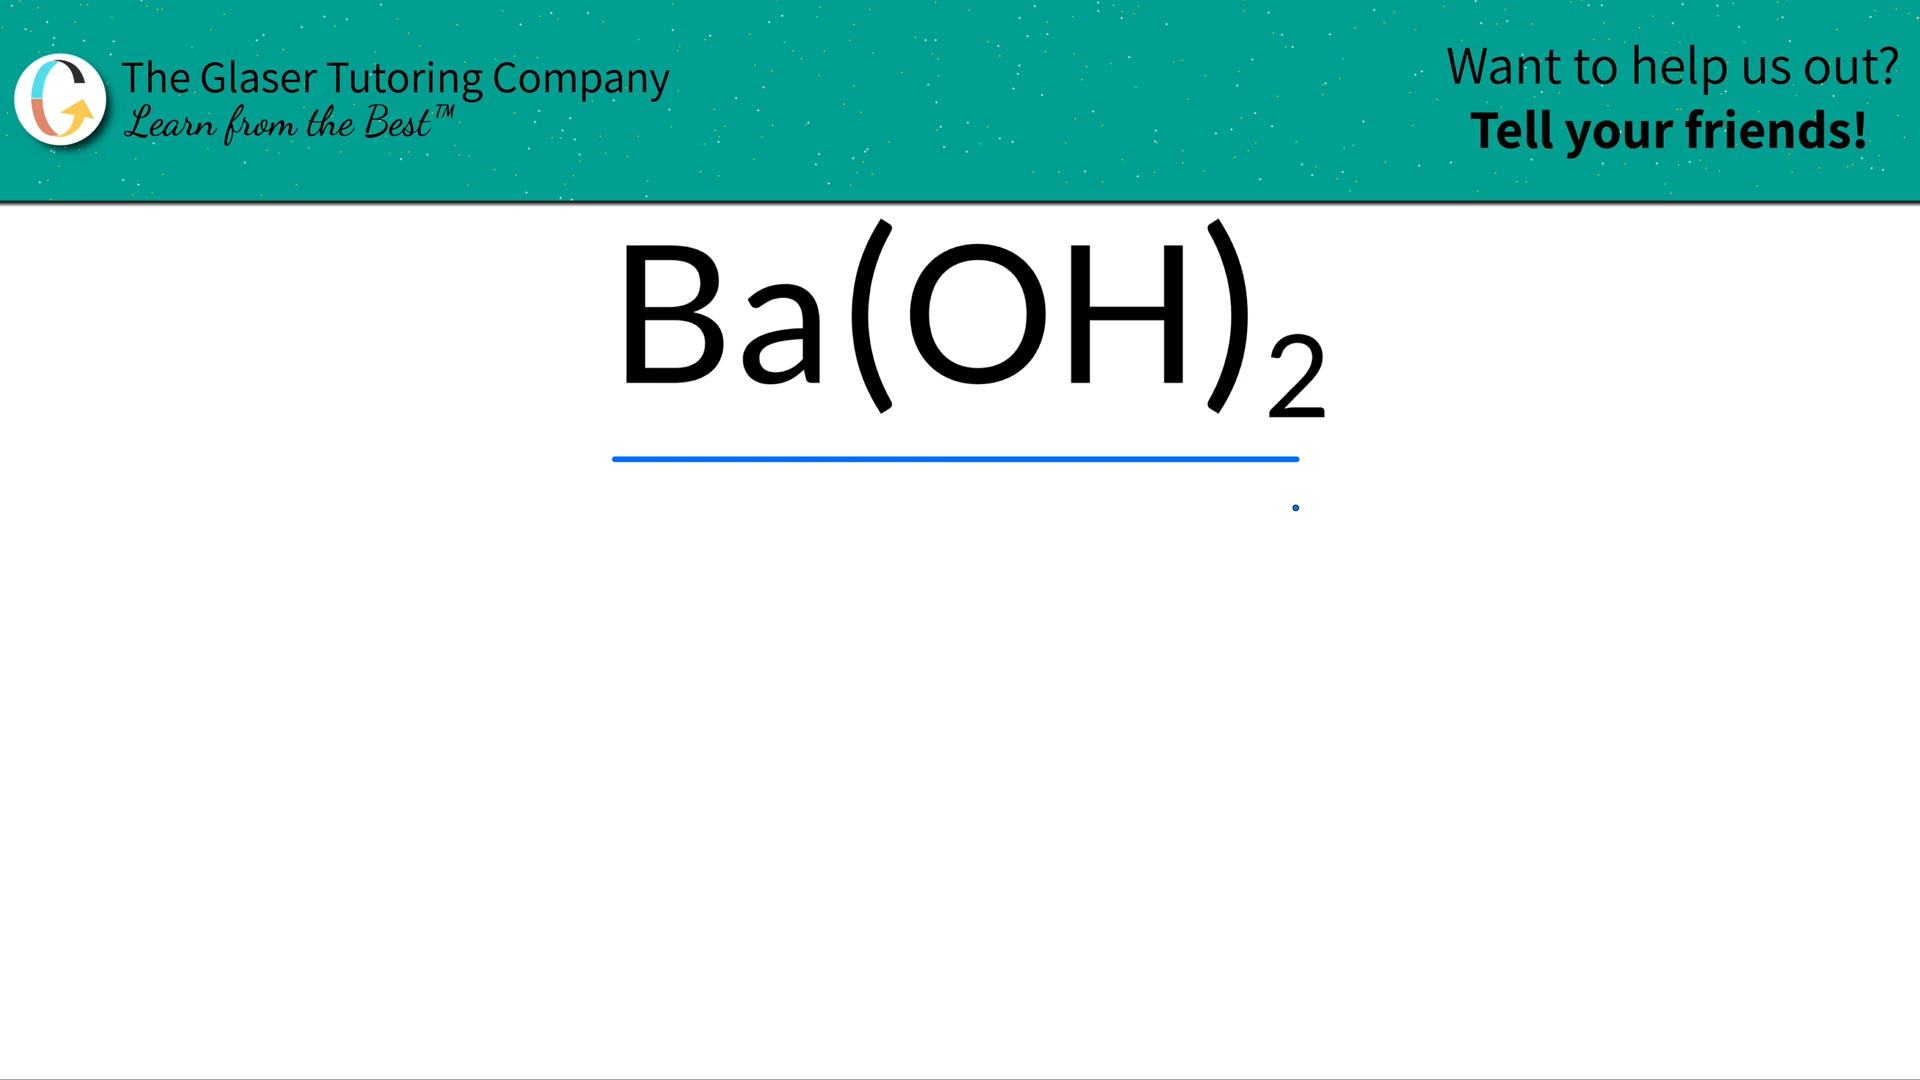 The Glaser Tutoring Company
Learn from the Best™
Want to help us out?
Tell your friends!
Ba(OH)₂